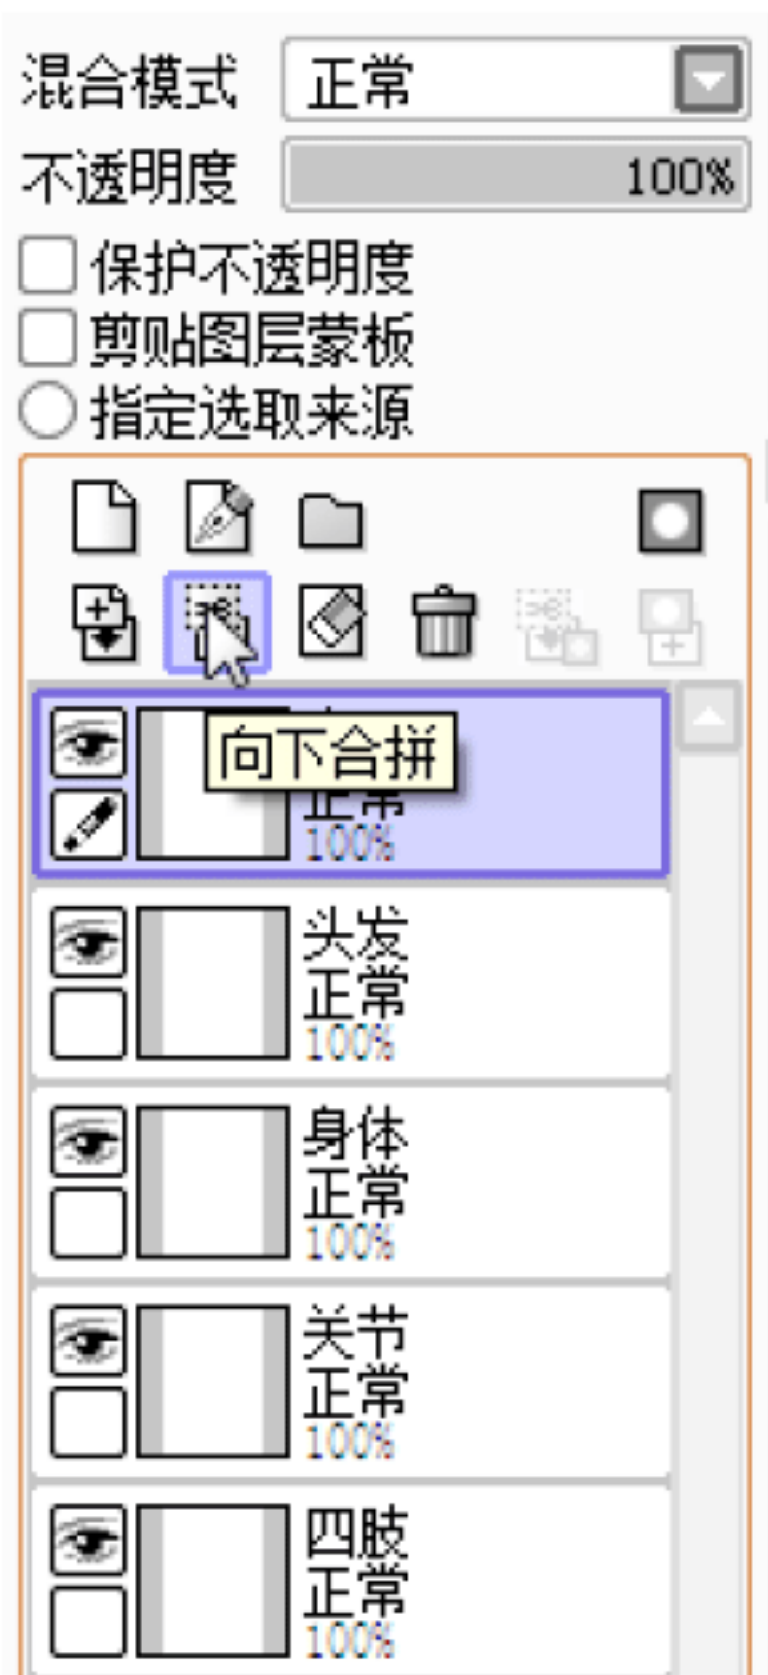 混合模式 正常
不透明度 100%
保护不透明度
剪贴图层蒙板
指定选取来源
向下合拼
正常
100%
头发
正常
100%
身体
正常
100%
关节
正常
100%
四肢
正常
100%